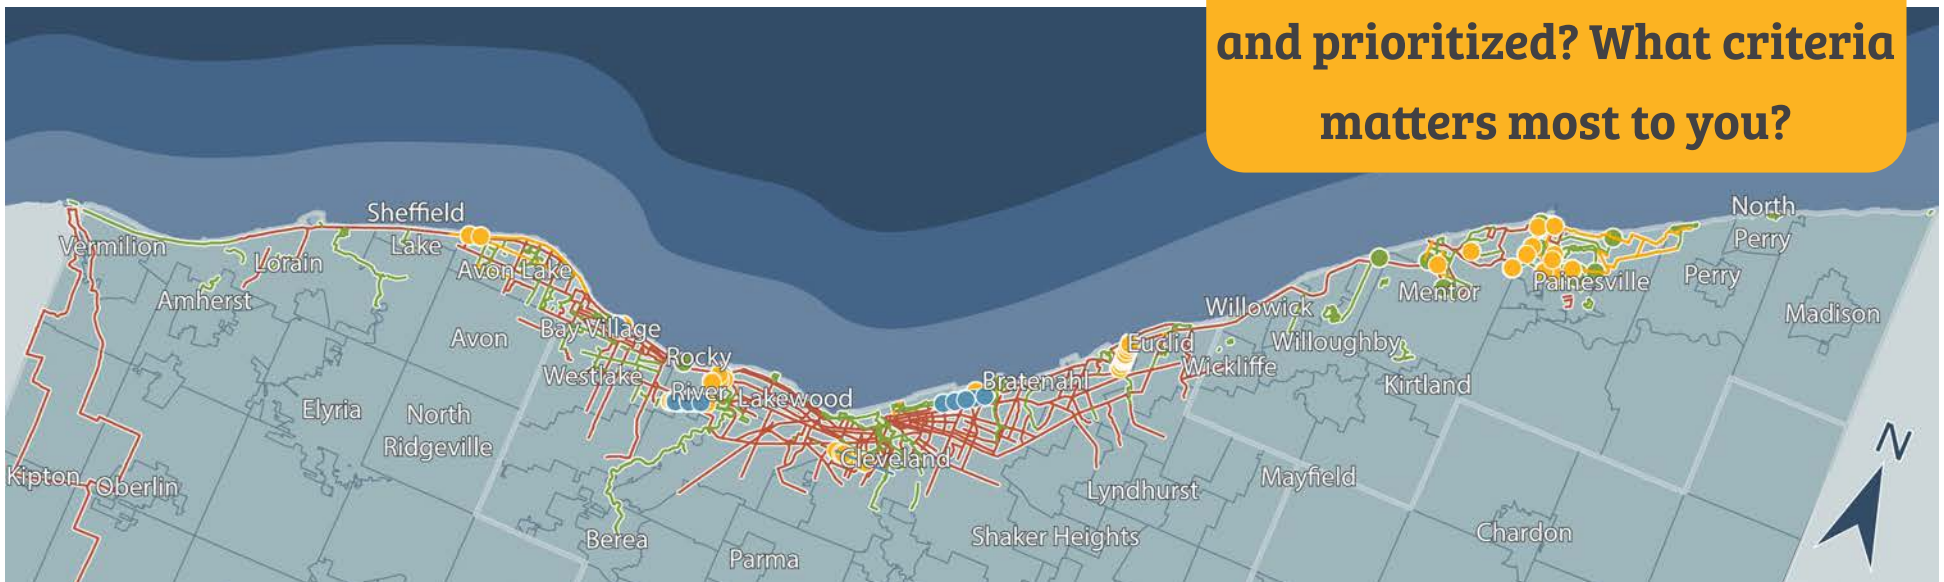 and prioritized? What criteria
matters most to you?
North
Perry
Sheffield
Lake
Vermilion
Lorain
Avon Lake
Amherst
Perry
Painesville
Mentor
Willowick
Madison
Avon
Bay Village
Euclid
Willoughby
Rocky
River
Westlake
Wickliffe
Bratenahl
Kirtland
Lakewood
Elyria
North
Ridgeville
N
Cleveland
Kipton
Oberlin
Lyndhurst
Mayfield
Berea
Shaker Heights
Chardon
Parma